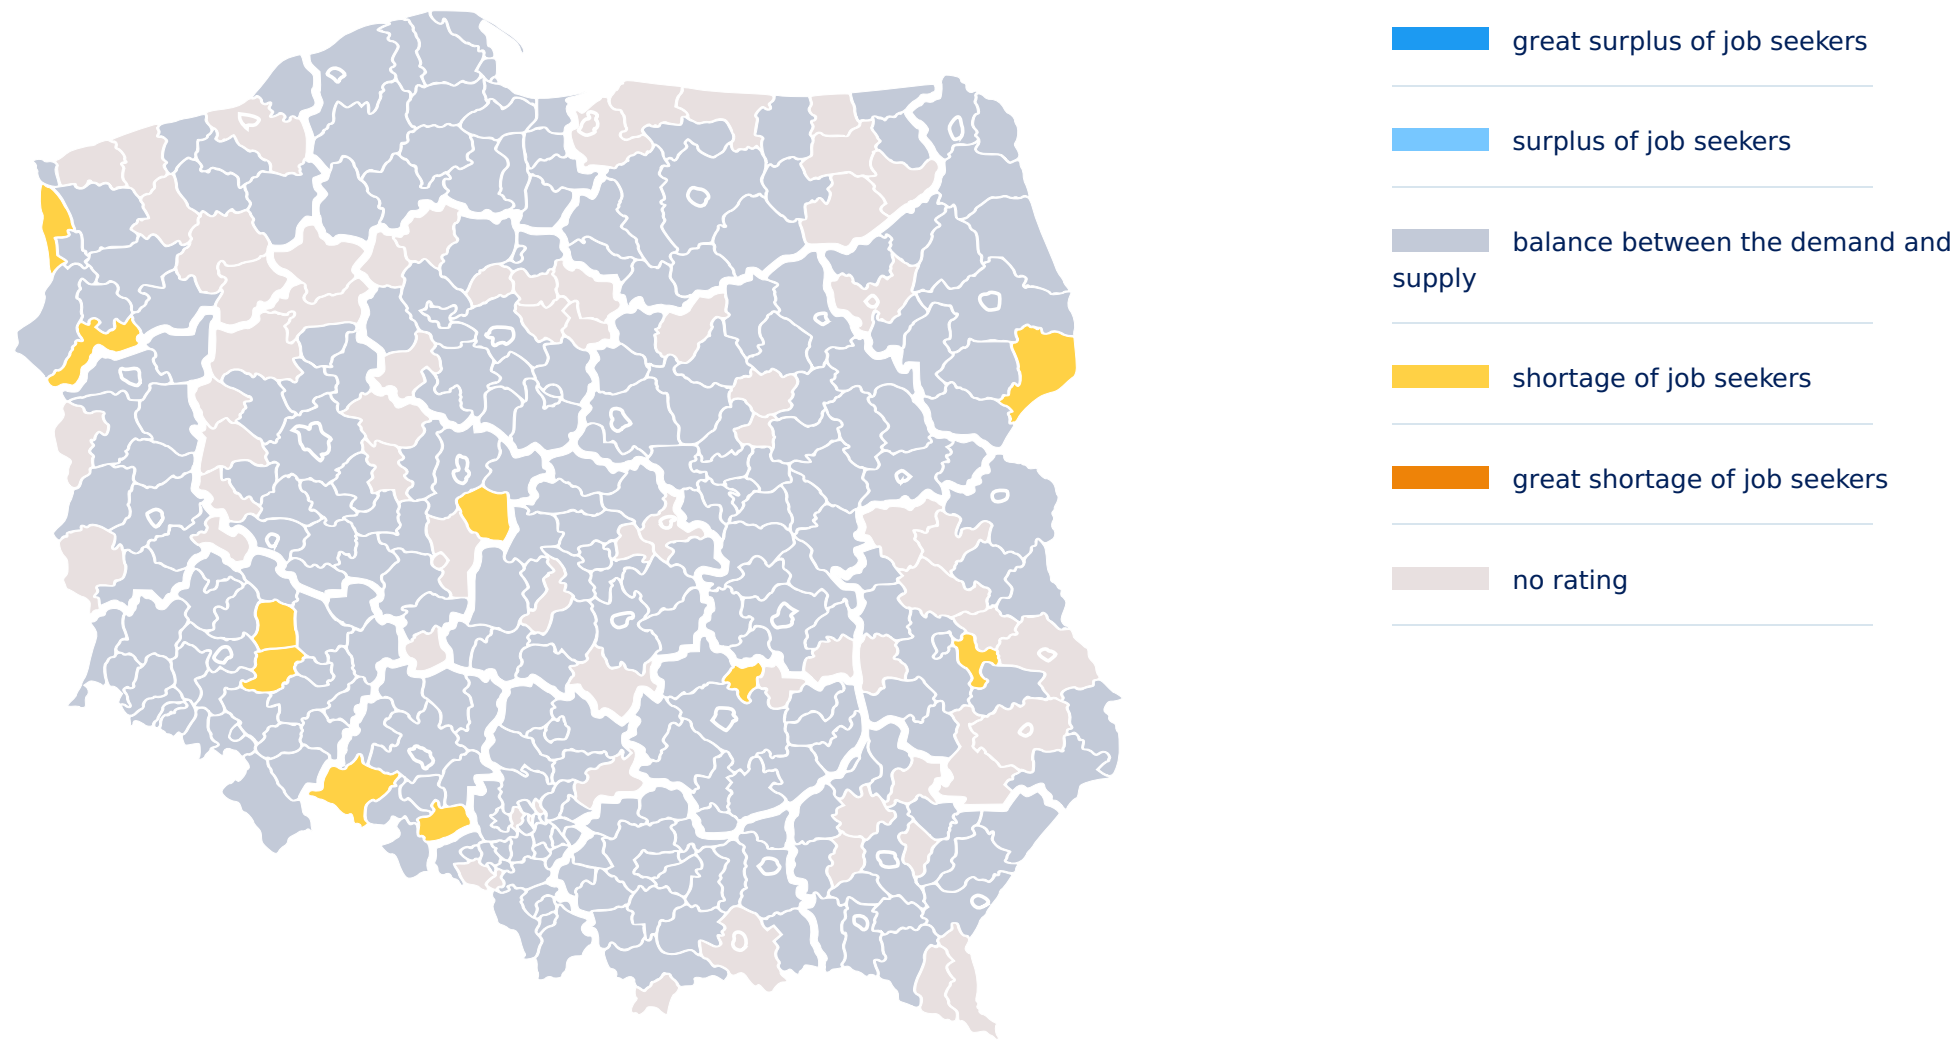 great surplus of job seekers
surplus of job seekers
balance between the demand and
supply
shortage of job seekers
great shortage of job seekers
no rating